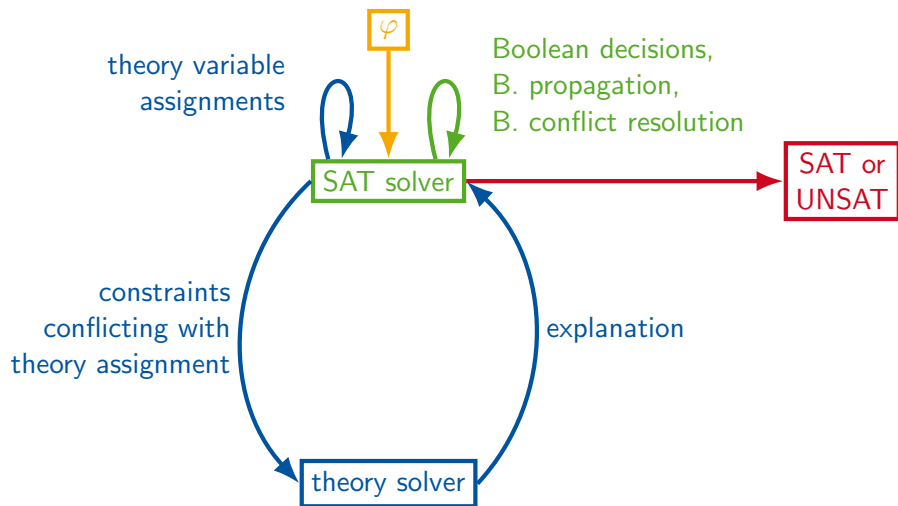 φ
theory variable
assignments
Boolean decisions,
B. propagation,
B. conflict resolution
SAT solver
SAT or
UNSAT
constraints
conflicting with
theory assignment
explanation
theory solver